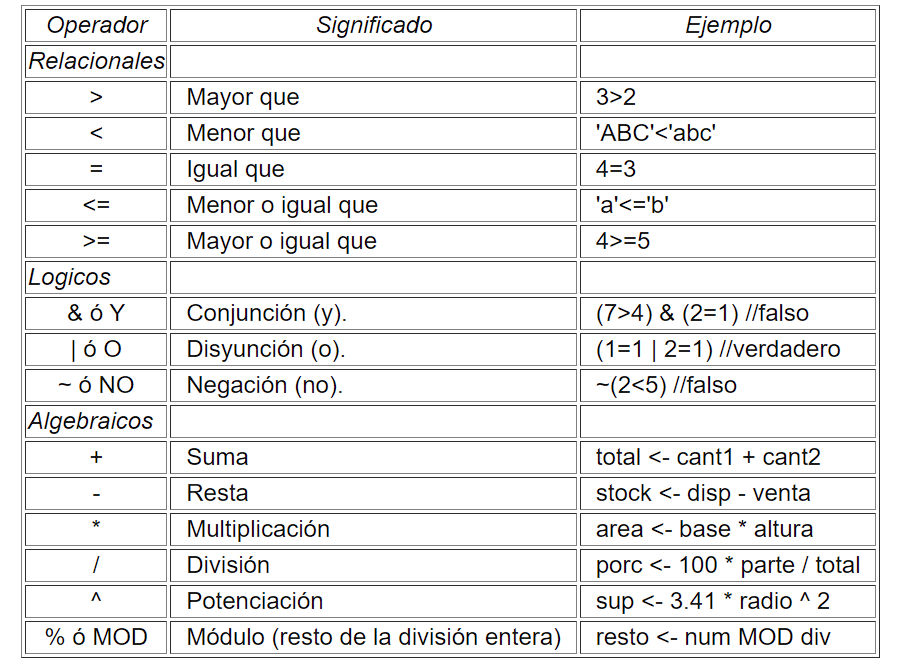 Operador Significado Ejemplo
Relacionales
> Mayor que 3>2
< Menor que 'ABC'<'abc'
= Igual que 4=3
<= Menor o igual que 'a'<='b'
>= Mayor o igual que 4>=5
Logicos
& ó Y Conjunción (y). (7>4) & (2=1) //falso
| ó O Disyunción (o). (1=1 | 2=1) //verdadero
~ ó NO Negación (no). ~(2<5) //falso
Algebraicos
+ Suma total <- cant1 + cant2
- Resta stock <- disp - venta
* Multiplicación area <- base * altura
/ División porc <- 100 * parte / total
^ Potenciación sup <- 3.41 * radio ^ 2
% ó MOD Módulo (resto de la división entera) resto <- num MOD div